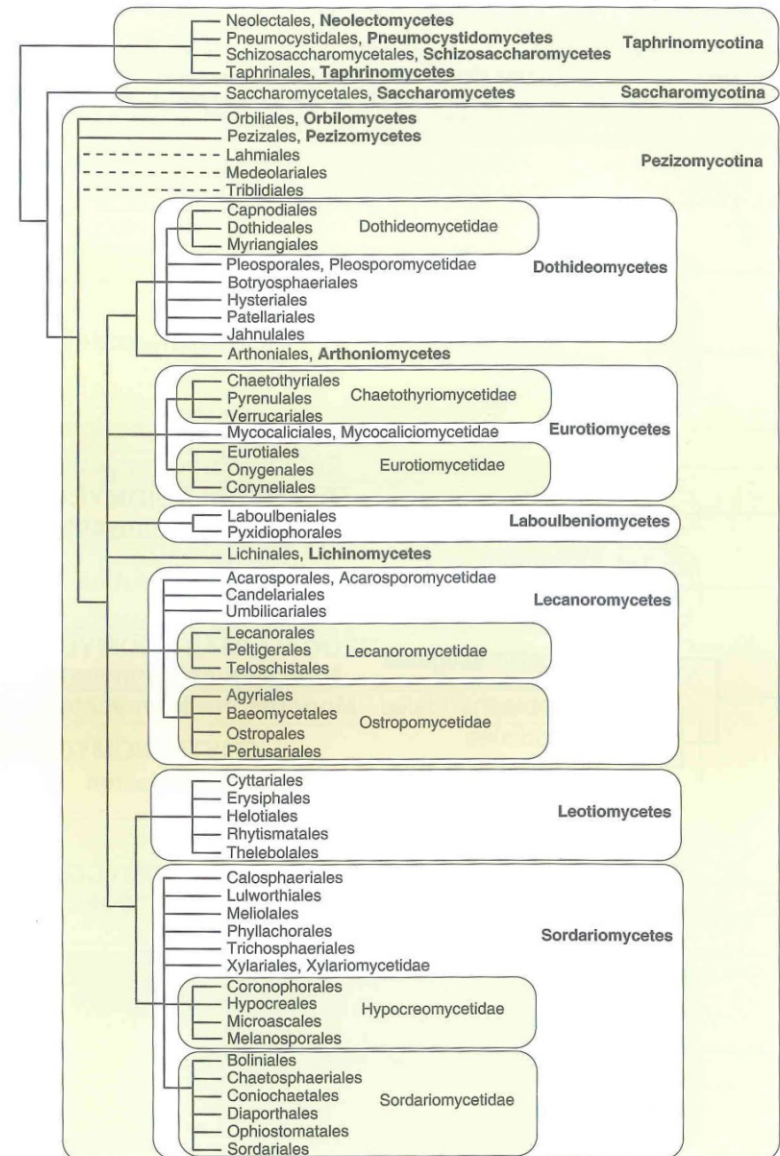 Neolectales, Neolectomycetes
Pneumocystidales, Pneumocystidomycetes
Taphrinomycotina
Schizosaccharomycetales, Schizosaccharomycetes
Taphrinales, Taphrinomycetes
Saccharomycetales, Saccharomycetes
Saccharomycotina
Orbiliales, Orbilomycetes
Pezizales, Pezizomycetes
Lahmiales
Pezizomycotina
Medeolariales
Triblidiales
Capnodiales
Dothideales
Dothideomycetidae
Myriangiales
Pleosporales, Pleosporomycetidae
Dothideomycetes
Botryosphaeriales
Hysteriales
Patellariales
Jahnulales
Arthoniales, Arthoniomycetes
Chaetothyriales
Pyrenulales
Chaetothyriomycetidae
Verrucariales
Mycocaliciales, Mycocaliciomycetidae
Eurotiomycetes
Eurotiales
Onygenales
Eurotiomycetidae
Coryneliales
Laboulbeniales
Laboulbeniomycetes
Pyxidiophorales
Lichinales, Lichinomycetes
Acarosporales, Acarosporomycetidae
Candelariales
Lecanoromycetes
Umbilicariales
Lecanorales
Peltigerales
Lecanoromycetidae
Teloschistales
Agyriales
Baeomycetales
Ostropomycetidae
Ostropales
Pertusariales
Cyttariales
Erysiphales
Leotiomycetes
Helotiales
Rhytismatales
Thelebolales
Calosphaeriales
Lulworthiales
Meliolales
Phyllachorales
Sordariomycetes
Trichosphaeriales
Xylariales, Xylariomycetidae
Coronophorales
Hypocreales
Hypocreomycetidae
Microascales
Melanosporales
Boliniales
Chaetosphaeriales
Coniochaetales
Sordariomycetidae
Diaporthales
Ophiostomatales
Sordariales